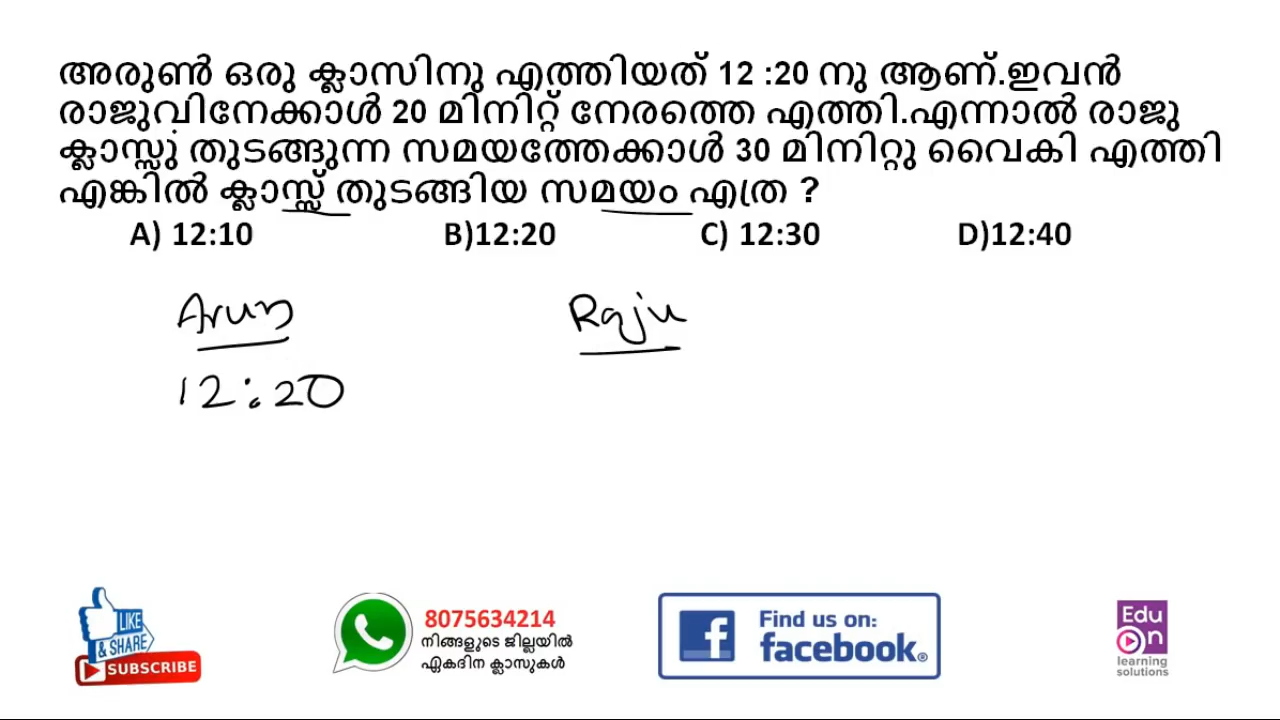 അരുൺ ഒരു ക്ലാസിനു എത്തിയത് 12 :20 നു ആണ്.ഇവൻ
രാജുവിനേക്കാൾ 20 മിനിറ്റ് നേരത്തെ എത്തി.എന്നാൽ രാജു
ക്ലാസ്സു തുടങ്ങുന്ന സമയത്തേക്കാൾ 30 മിനിറ്റു വൈകി എത്തി
എങ്കിൽ ക്ലാസ്സ് തുടങ്ങിയ സമയം എത്ര ?
A) 12:10 B)12:20 C) 12:30 D)12:40
Arun Raju
12:20
LIKE
& SHARE
SUBSCRIBE
8075634214
നിങ്ങളുടെ ജില്ലയിൽ
ഏകദിന ക്ലാസുകൾ
f Find us on:
facebook®
Edu
On
learning
solutions